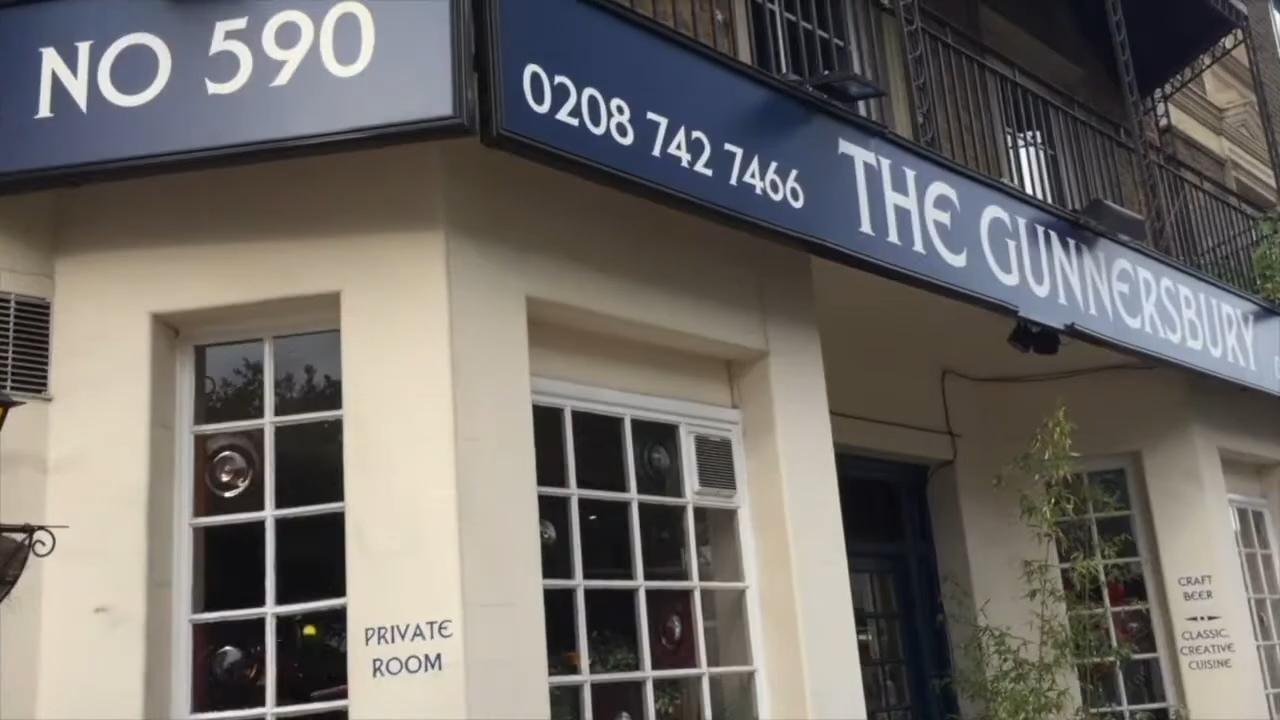 NO 590
0208 742 7466 THE GUNNERSBURY
PRIVATE
ROOM
CRAFT
BEER
CLASSIC,
CREATIVE
CUISINE